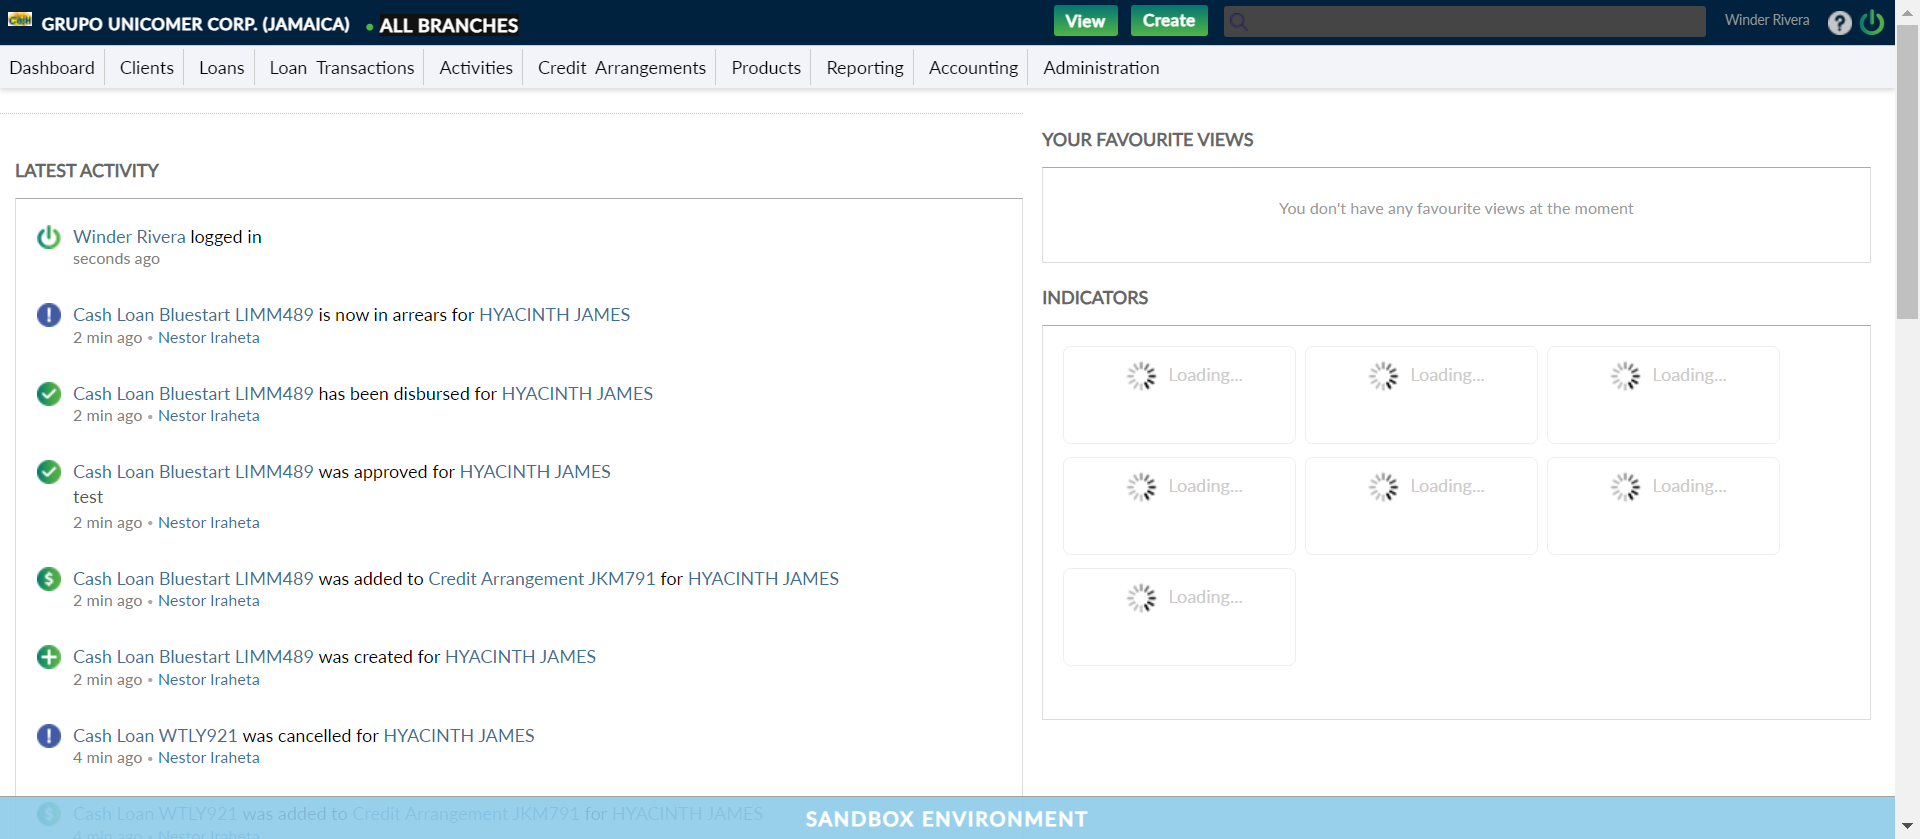 Cash GRUPO UNICOMER CORP. (JAMAICA) • ALL BRANCHES View Create Winder Rivera ?
Dashboard Clients Loans Loan Transactions Activities Credit Arrangements Products Reporting Accounting Administration
LATEST ACTIVITY
Winder Rivera logged in
seconds ago
Cash Loan Bluestart LIMM489 is now in arrears for HYACINTH JAMES
2 min ago • Nestor Iraheta
Cash Loan Bluestart LIMM489 has been disbursed for HYACINTH JAMES
2 min ago • Nestor Iraheta
Cash Loan Bluestart LIMM489 was approved for HYACINTH JAMES
test
2 min ago • Nestor Iraheta
Cash Loan Bluestart LIMM489 was added to Credit Arrangement JKM791 for HYACINTH JAMES
2 min ago • Nestor Iraheta
Cash Loan Bluestart LIMM489 was created for HYACINTH JAMES
2 min ago • Nestor Iraheta
Cash Loan WTLY921 was cancelled for HYACINTH JAMES
4 min ago • Nestor Iraheta
Cash Loan WTLY921 was added to Credit Arrangement JKM791 for HYACINTH JAMES
4 min ago • Nestor Iraheta
YOUR FAVOURITE VIEWS
You don't have any favourite views at the moment
INDICATORS
Loading... Loading... Loading...
Loading... Loading... Loading...
Loading...
SANDBOX ENVIRONMENT